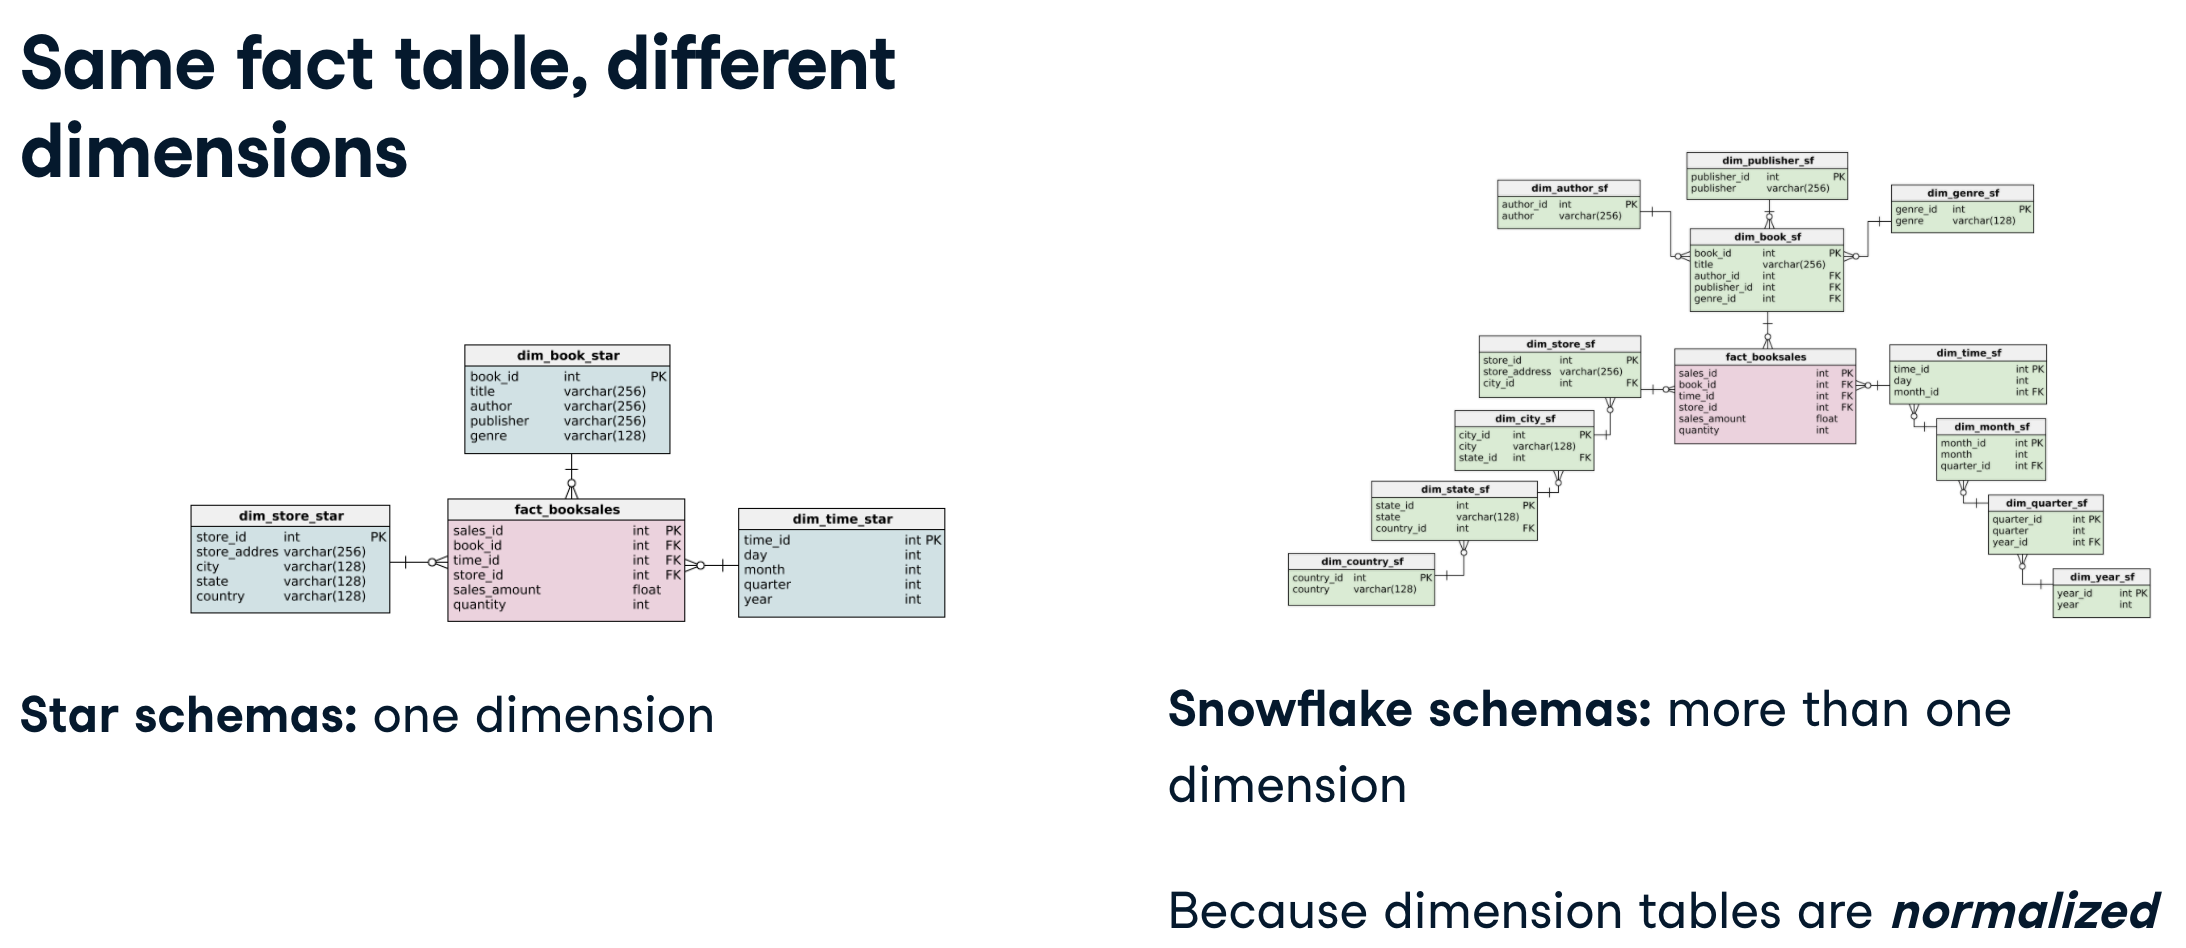 Same fact table, different
dimensions
dim_book_star
book_id int PK
title varchar(256)
author varchar(256)
publisher varchar(256)
genre varchar(128)
dim_store_star
store_id int PK
store_addres varchar(256)
city varchar(128)
state varchar(128)
country varchar(128)
fact_booksales
sales_id int PK
book_id int FK
time_id int FK
store_id int FK
sales_amount float
quantity int
dim_time_star
time_id int PK
day int
month int
quarter int
year int
Star schemas: one dimension
dim_publisher_sf
publisher_id int PK
publisher varchar(256)
dim_author_sf
author_id int PK
author varchar(256)
dim_genre_sf
genre_id int PK
genre varchar(128)
dim_book_sf
book_id int PK
title varchar(256)
author_id int FK
publisher_id int FK
genre_id int FK
dim_store_sf
store_id int PK
store_address varchar(256)
city_id int FK
fact_booksales
sales_id int PK
book_id int FK
time_id int FK
store_id int FK
sales_amount float
quantity int
dim_time_sf
time_id int PK
day int
month_id int FK
dim_city_sf
city_id int PK
city varchar(128)
state_id int FK
dim_month_sf
month_id int PK
month int
quarter_id int FK
dim_state_sf
state_id int PK
state varchar(128)
country_id int FK
dim_quarter_sf
quarter_id int PK
quarter int
year_id int FK
dim_country_sf
country_id int PK
country varchar(128)
dim_year_sf
year_id int PK
year int
Snowflake schemas: more than one
dimension
Because dimension tables are normalized